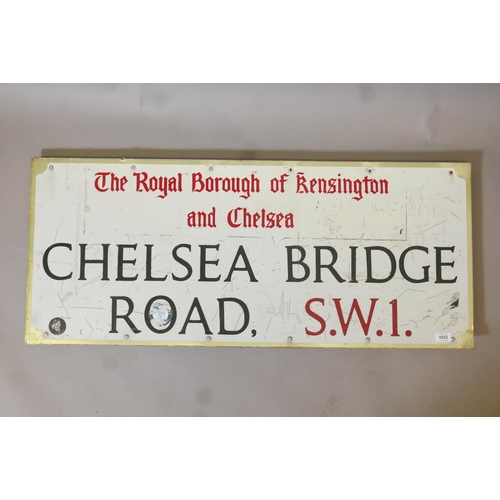 The Royal Borough of Kensington
and Chelsea
CHELSEA BRIDGE
ROAD, S.W.1.